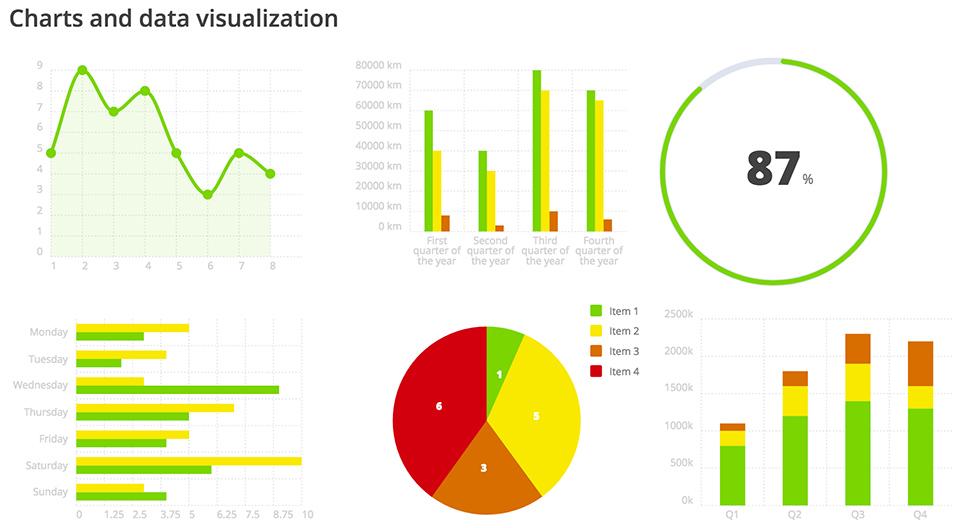 Charts and data visualization
9
8
7
6
5
4
3
2
1
0
1 2 3 4 5 6 7 8
80000 km
70000 km
60000 km
50000 km
40000 km
30000 km
20000 km
10000 km
0 km
First quarter of the year
Second quarter of the year
Third quarter of the year
Fourth quarter of the year
87 %
Monday
Tuesday
Wednesday
Thursday
Friday
Saturday
Sunday
0 1.25 2.5 3.75 5 6.25 7.5 8.75 10
1
5
3
6
Item 1
Item 2
Item 3
Item 4
2500k
2000k
1500k
1000k
500k
0k
Q1 Q2 Q3 Q4